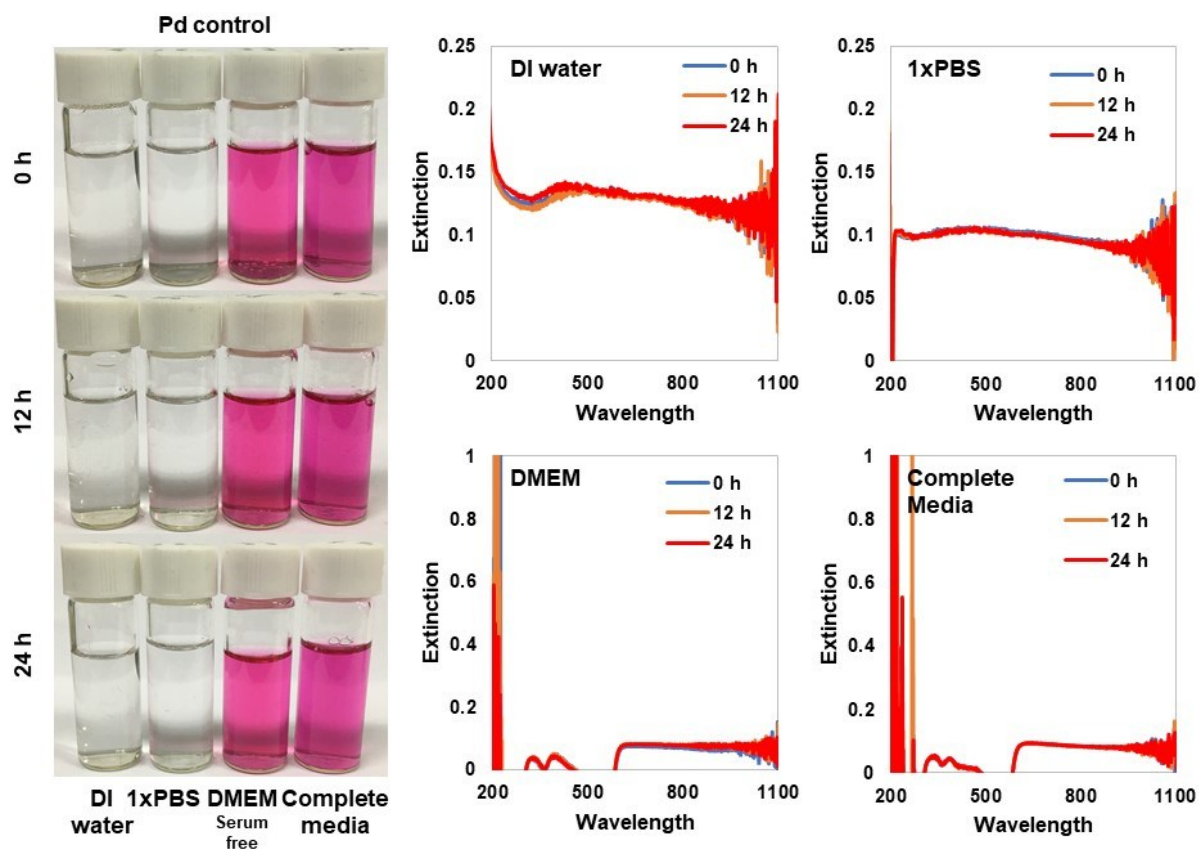 Pd control
0 h
12 h
24 h
DI water
1xPBS
DMEM
Serum free
Complete media
0.25
0.2
0.15
0.1
0.05
0
Extinction
DI water
0 h
12 h
24 h
200
500
800
1100
Wavelength
0.25
0.2
0.15
0.1
0.05
0
Extinction
1xPBS
0 h
12 h
24 h
200
500
800
1100
Wavelength
1
0.8
0.6
0.4
0.2
0
Extinction
DMEM
0 h
12 h
24 h
200
500
800
1100
Wavelength
1
0.8
0.6
0.4
0.2
0
Extinction
Complete
Media
0 h
12 h
24 h
200
500
800
1100
Wavelength